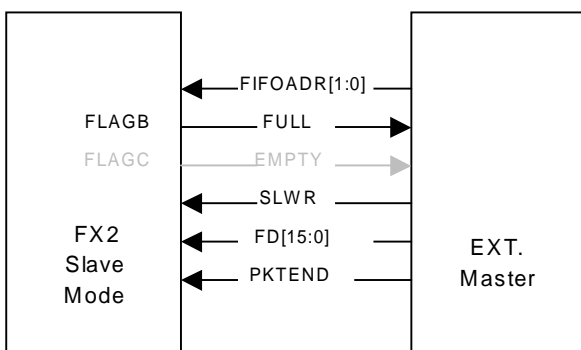 FIFOADR[1:0]
FLAGB FULL
FLAGC EMPTY
SLWR
FX2 FD[15:0] EXT.
Slave Master
Mode PKTEND